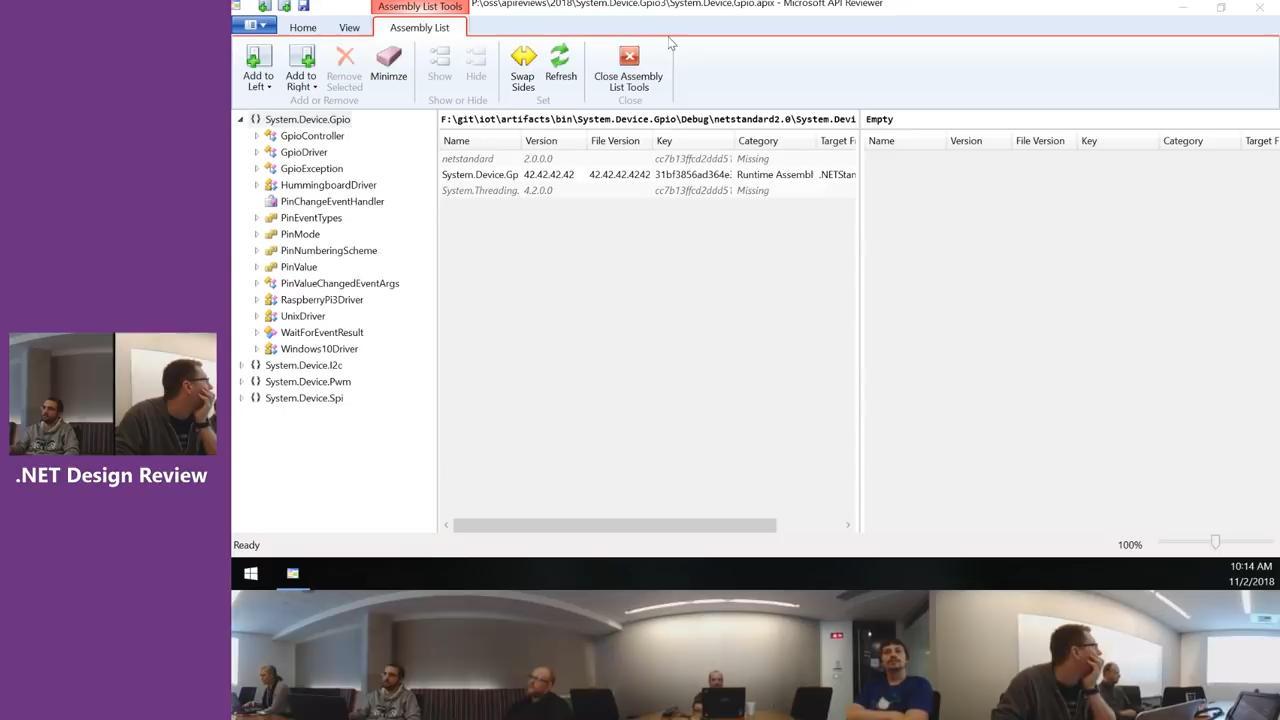 Assembly List Tools
P:\oss\apireviews\2018\System.Device.Gpio3\System.Device.Gpio.apix - Microsoft API Reviewer
Home View Assembly List
Add to Left
Add to Right
Remove Selected
Minimze
Add or Remove
Show
Hide
Show or Hide
Swap Sides
Refresh
Set
Close Assembly List Tools
Close
System.Device.Gpio
GpioController
GpioDriver
GpioException
HummingboardDriver
PinChangeEventHandler
PinEventTypes
PinMode
PinNumberingScheme
PinValue
PinValueChangedEventArgs
RaspberryPi3Driver
UnixDriver
WaitForEventResult
Windows10Driver
System.Device.I2c
System.Device.Pwm
System.Device.Spi
F:\git\iot\artifacts\bin\System.Device.Gpio\Debug\netstandard2.0\System.Devi
Name Version File Version Key Category Target F
netstandard 2.0.0.0 cc7b13ffcd2ddd51 Missing
System.Device.Gp 42.42.42.42 42.42.42.4242 31bf3856ad364e3 Runtime Assembl .NETStan
System.Threading. 4.2.0.0 cc7b13ffcd2ddd51 Missing
Empty
Name Version File Version Key Category Target F
Ready
100%
10:14 AM
11/2/2018
.NET Design Review